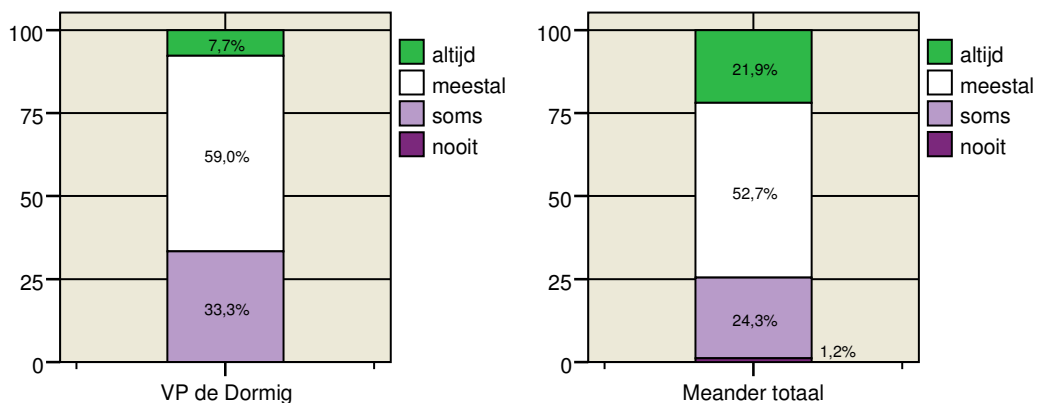 100
75
50
25
0
7,7%
59,0%
33,3%
VP de Dormig
altijd
meestal
soms
nooit
100
75
50
25
0
21,9%
52,7%
24,3%
1,2%
Meander totaal
altijd
meestal
soms
nooit